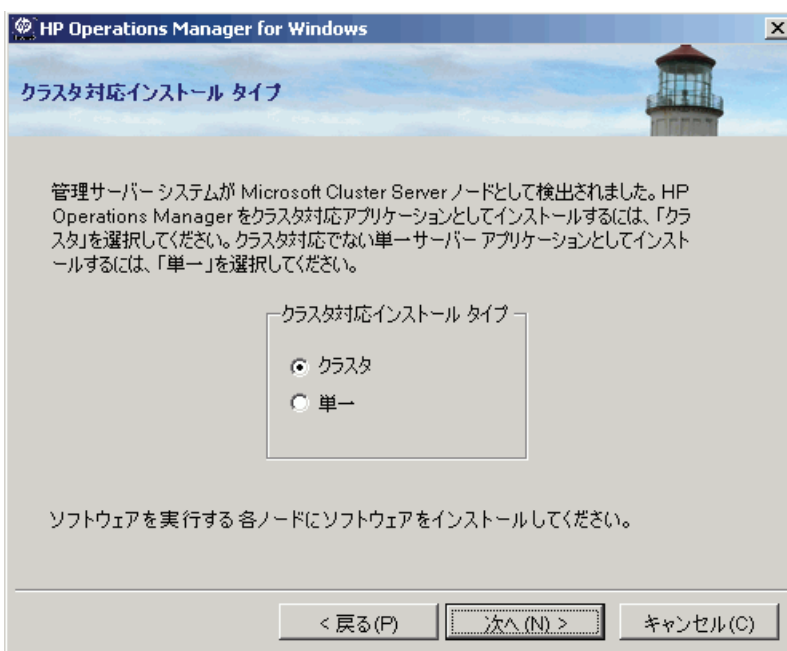 HP Operations Manager for Windows
クラスタ対応インストール タイプ
管理サーバー システムが Microsoft Cluster Server ノードとして検出されました。HP
Operations Manager をクラスタ対応アプリケーションとしてインストールするには、「クラ
スタ」を選択してください。クラスタ対応でない単一サーバー アプリケーションとしてインスト
ールするには、「単一」を選択してください。
クラスタ対応インストール タイプ
クラスタ
単一
ソフトウェアを実行する各ノードにソフトウェアをインストールしてください。
< 戻る(P)
次へ(N) >
キャンセル(C)